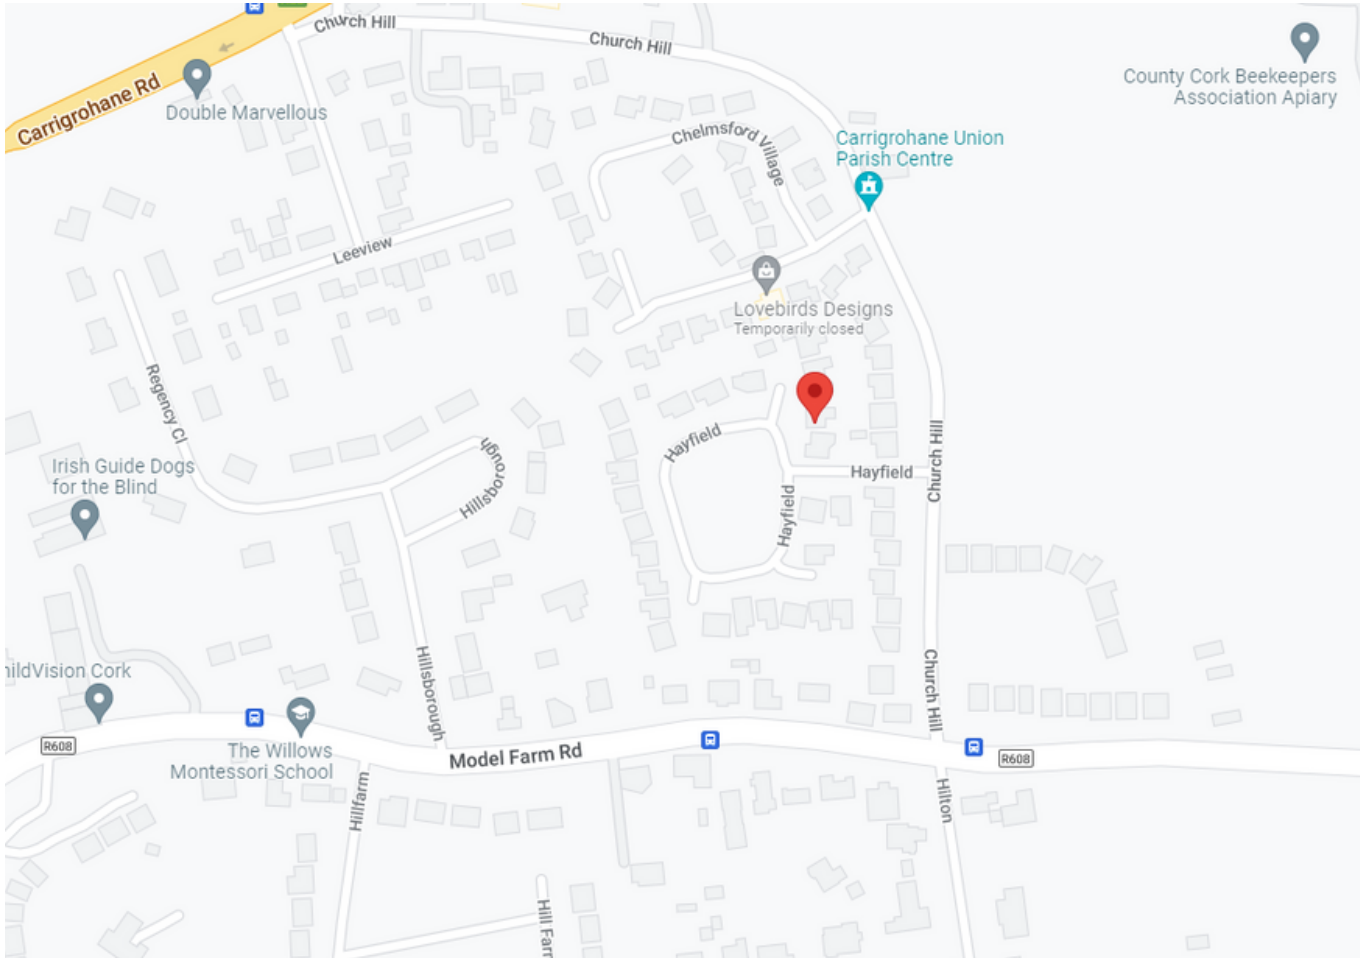 Church Hill
Church Hill
County Cork Beekeepers
Association Apiary
Carrigrohane Rd
Double Marvellous
Chelmsford Village
Carrigrohane Union
Parish Centre
Leeview
Lovebirds Designs
Temporarily closed
Regency Cl
Hayfield
Church Hill
Hillsborough
Irish Guide Dogs
for the Blind
Hayfield
Hayfield
hildVision Cork
Hillsborough
Church Hill
R608
The Willows
Montessori School
Model Farm Rd
R608
Hillfarm
Hilton
Hill Farm